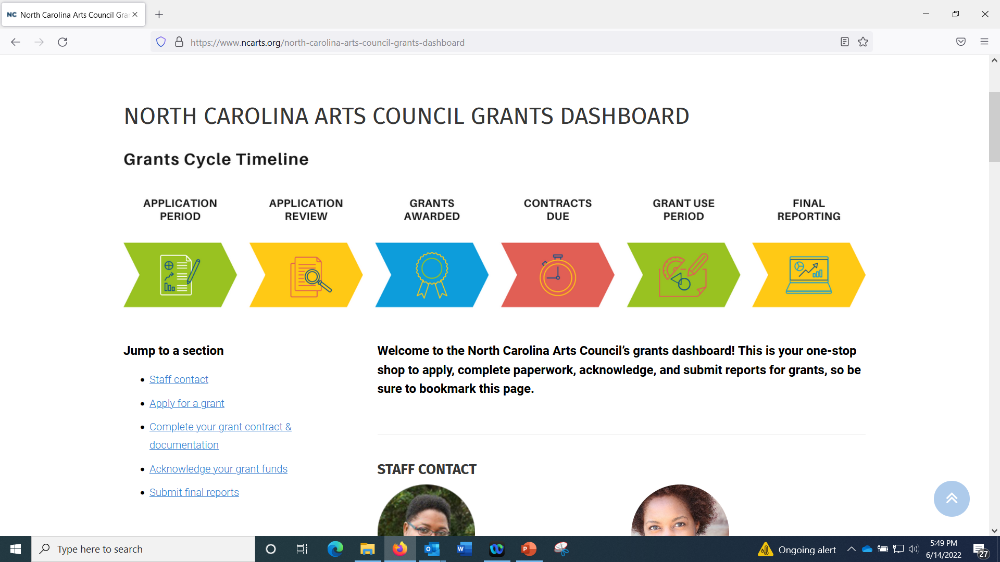 NC North Carolina Arts Council Gra
https://www.ncarts.org/north-carolina-arts-council-grants-dashboard
NORTH CAROLINA ARTS COUNCIL GRANTS DASHBOARD
Grants Cycle Timeline
APPLICATION
PERIOD
APPLICATION
REVIEW
GRANTS
AWARDED
CONTRACTS
DUE
GRANT USE
PERIOD
FINAL
REPORTING
Jump to a section
• Staff contact
• Apply for a grant
• Complete your grant contract &
documentation
• Acknowledge your grant funds
• Submit final reports
Welcome to the North Carolina Arts Council’s grants dashboard! This is your one-stop
shop to apply, complete paperwork, acknowledge, and submit reports for grants, so be
sure to bookmark this page.
STAFF CONTACT
Type here to search
Ongoing alert
5:49 PM
6/14/2022
27